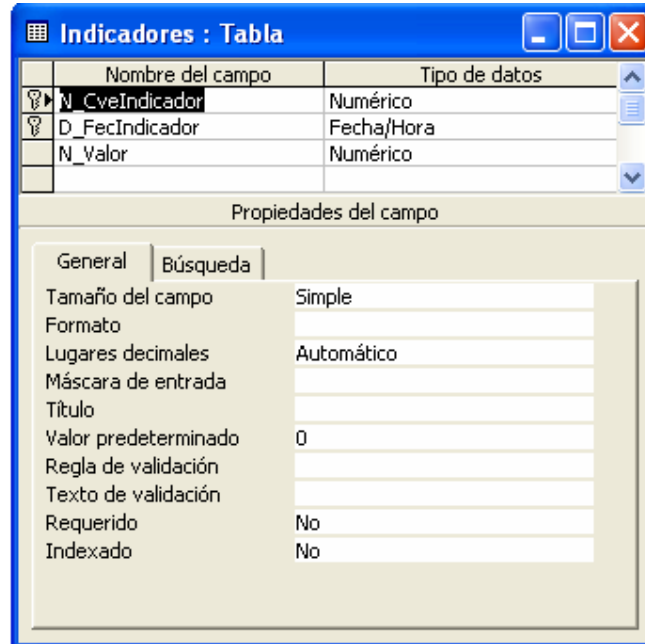 Indicadores : Tabla
Nombre del campo Tipo de datos
N_CveIndicador Numérico
D_FecIndicador Fecha/Hora
N_Valor Numérico
Propiedades del campo
General Búsqueda
Tamaño del campo Simple
Formato
Lugares decimales Automático
Máscara de entrada
Título
Valor predeterminado 0
Regla de validación
Texto de validación
Requerido No
Indexado No